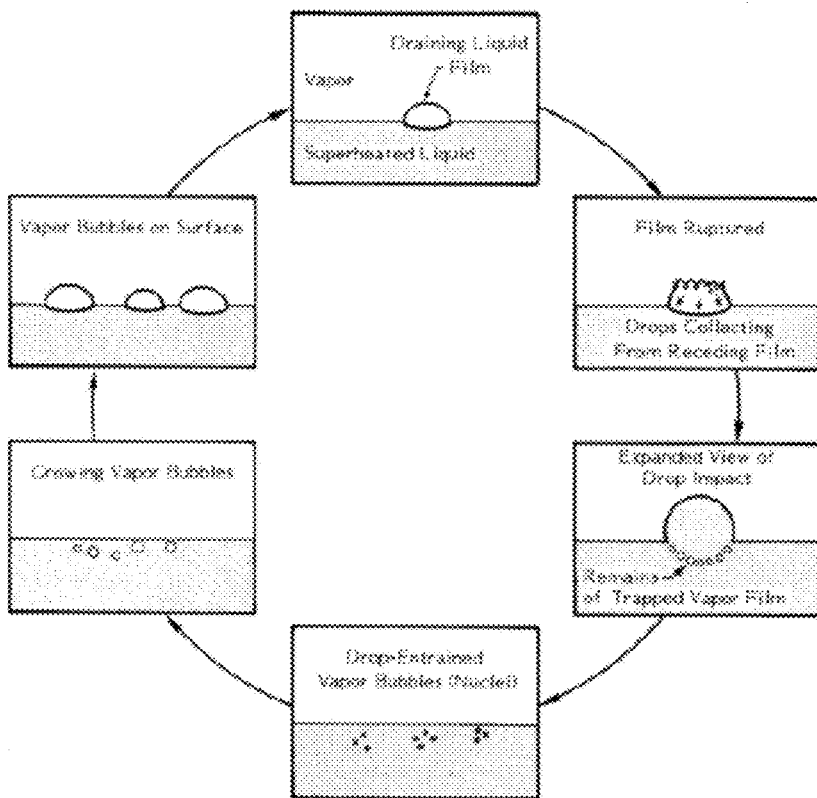 Draining Liquid
Film
Vapor
Superheated Liquid
Film Ruptured
Drops Collecting
From Receding Film
Expanded View of
Drop Impact
Remains
of Trapped Vapor Film
Drop-Entrained
Vapor Bubbles (Nuclei)
Growing Vapor Bubbles
Vapor Bubbles on Surface